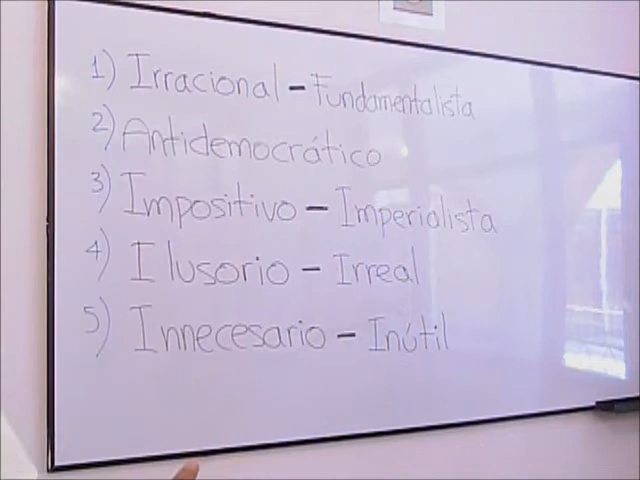 1) Irracional - Fundamentalista
2) Antidemocrático
3) Impositivo - Imperialista
4) Ilusorio - Irreal
5) Innecesario - Inútil